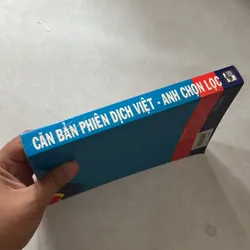 CĂN BẢN PHIÊN DỊCH VIỆT - ANH CHỌN LỌC